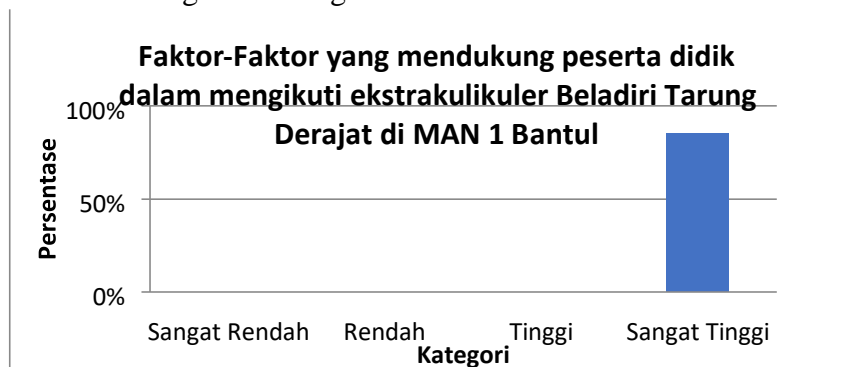 Faktor-Faktor yang mendukung peserta didik
dalam mengikuti ekstrakulikuler Beladiri Tarung
Derajat di MAN 1 Bantul
100%
50%
0%
Persentase
Sangat Rendah Rendah Tinggi Sangat Tinggi
Kategori